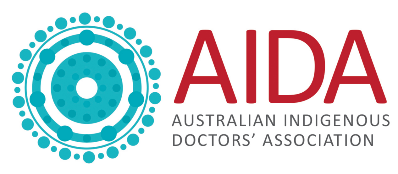 AIDA
AUSTRALIAN INDIGENOUS
DOCTORS’ ASSOCIATION